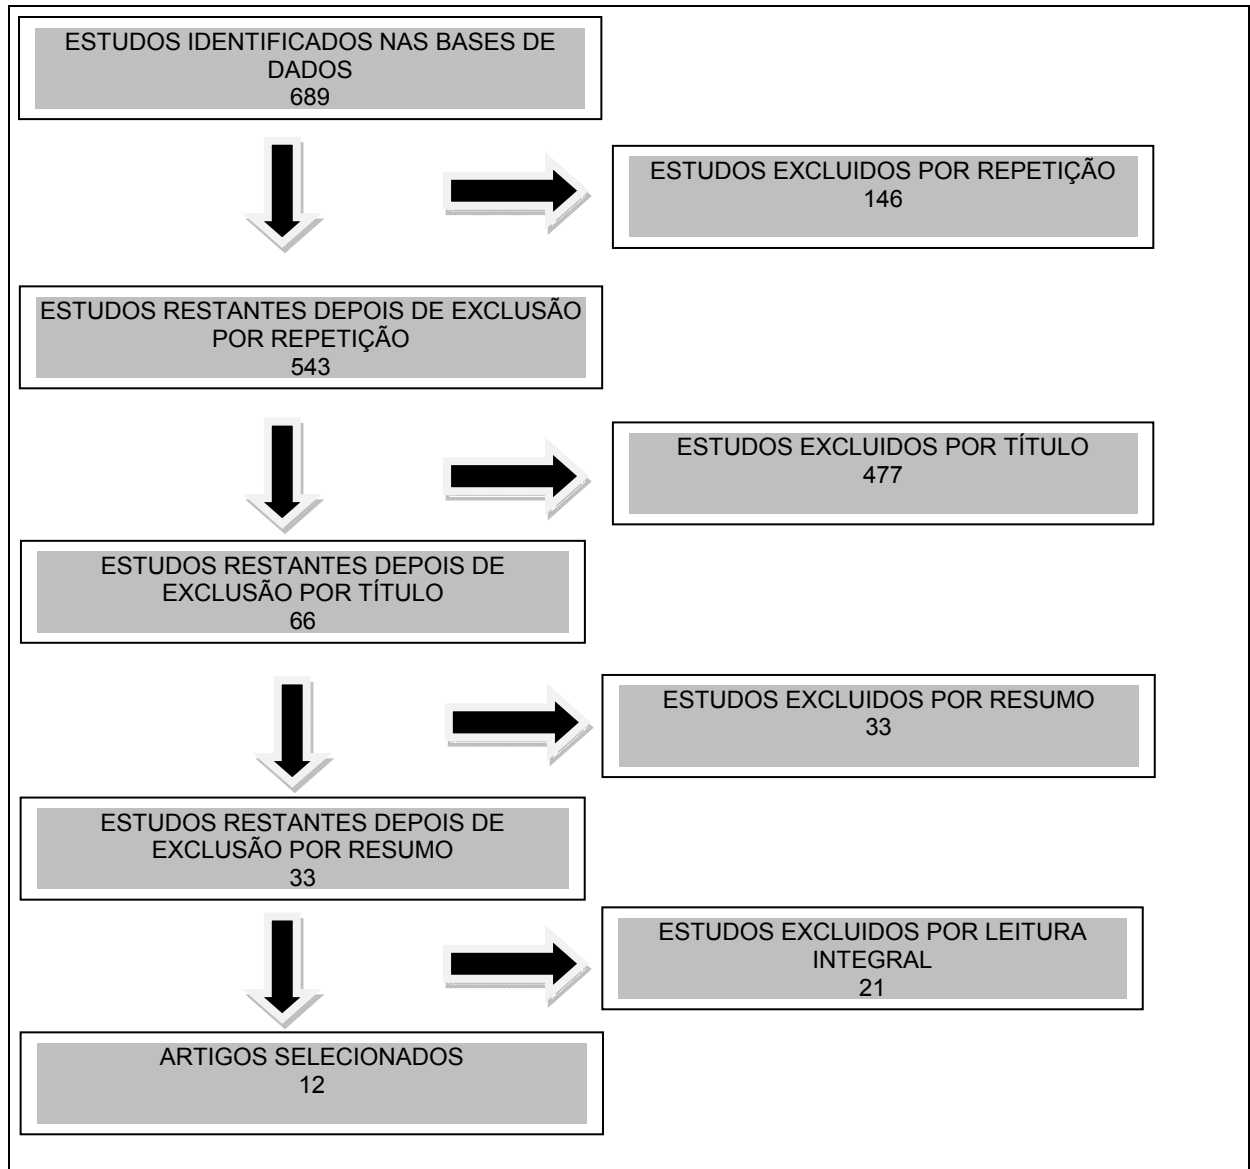 ESTUDOS IDENTIFICADOS NAS BASES DE
DADOS
689
ESTUDOS EXCLUIDOS POR REPETIÇÃO
146
ESTUDOS RESTANTES DEPOIS DE EXCLUSÃO
POR REPETIÇÃO
543
ESTUDOS EXCLUIDOS POR TÍTULO
477
ESTUDOS RESTANTES DEPOIS DE
EXCLUSÃO POR TÍTULO
66
ESTUDOS EXCLUIDOS POR RESUMO
33
ESTUDOS RESTANTES DEPOIS DE
EXCLUSÃO POR RESUMO
33
ESTUDOS EXCLUIDOS POR LEITURA
INTEGRAL
21
ARTIGOS SELECIONADOS
12